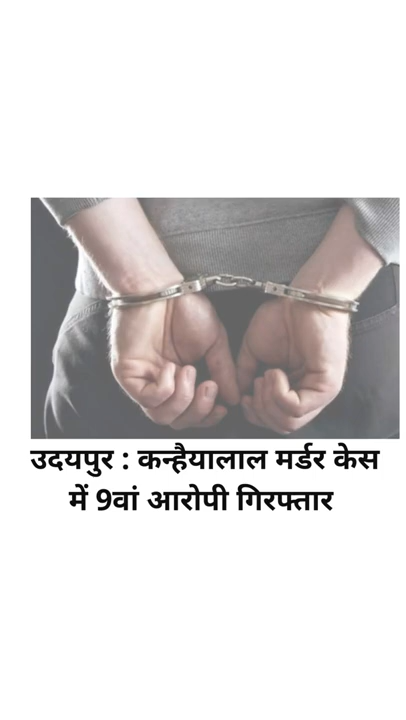 उदयपुर : कन्हैयालाल मर्डर केस
में 9वां आरोपी गिरफ्तार